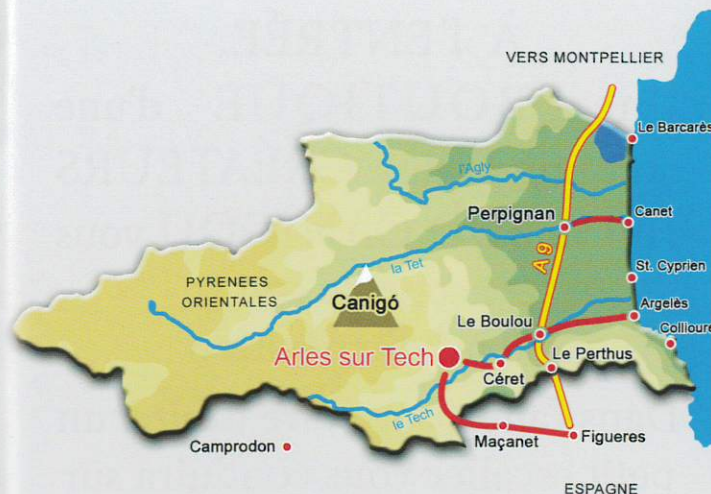 VERS MONTPELLIER
Le Barcarès
l'Agly
Perpignan
Canet
A9
la Tet
St. Cyprien
PYRENEES
ORIENTALES
Canigó
Argelès
Le Boulou
Collioure
Arles sur Tech
Le Perthus
Céret
le Tech
Camprodon
Maçanet
Figueres
ESPAGNE